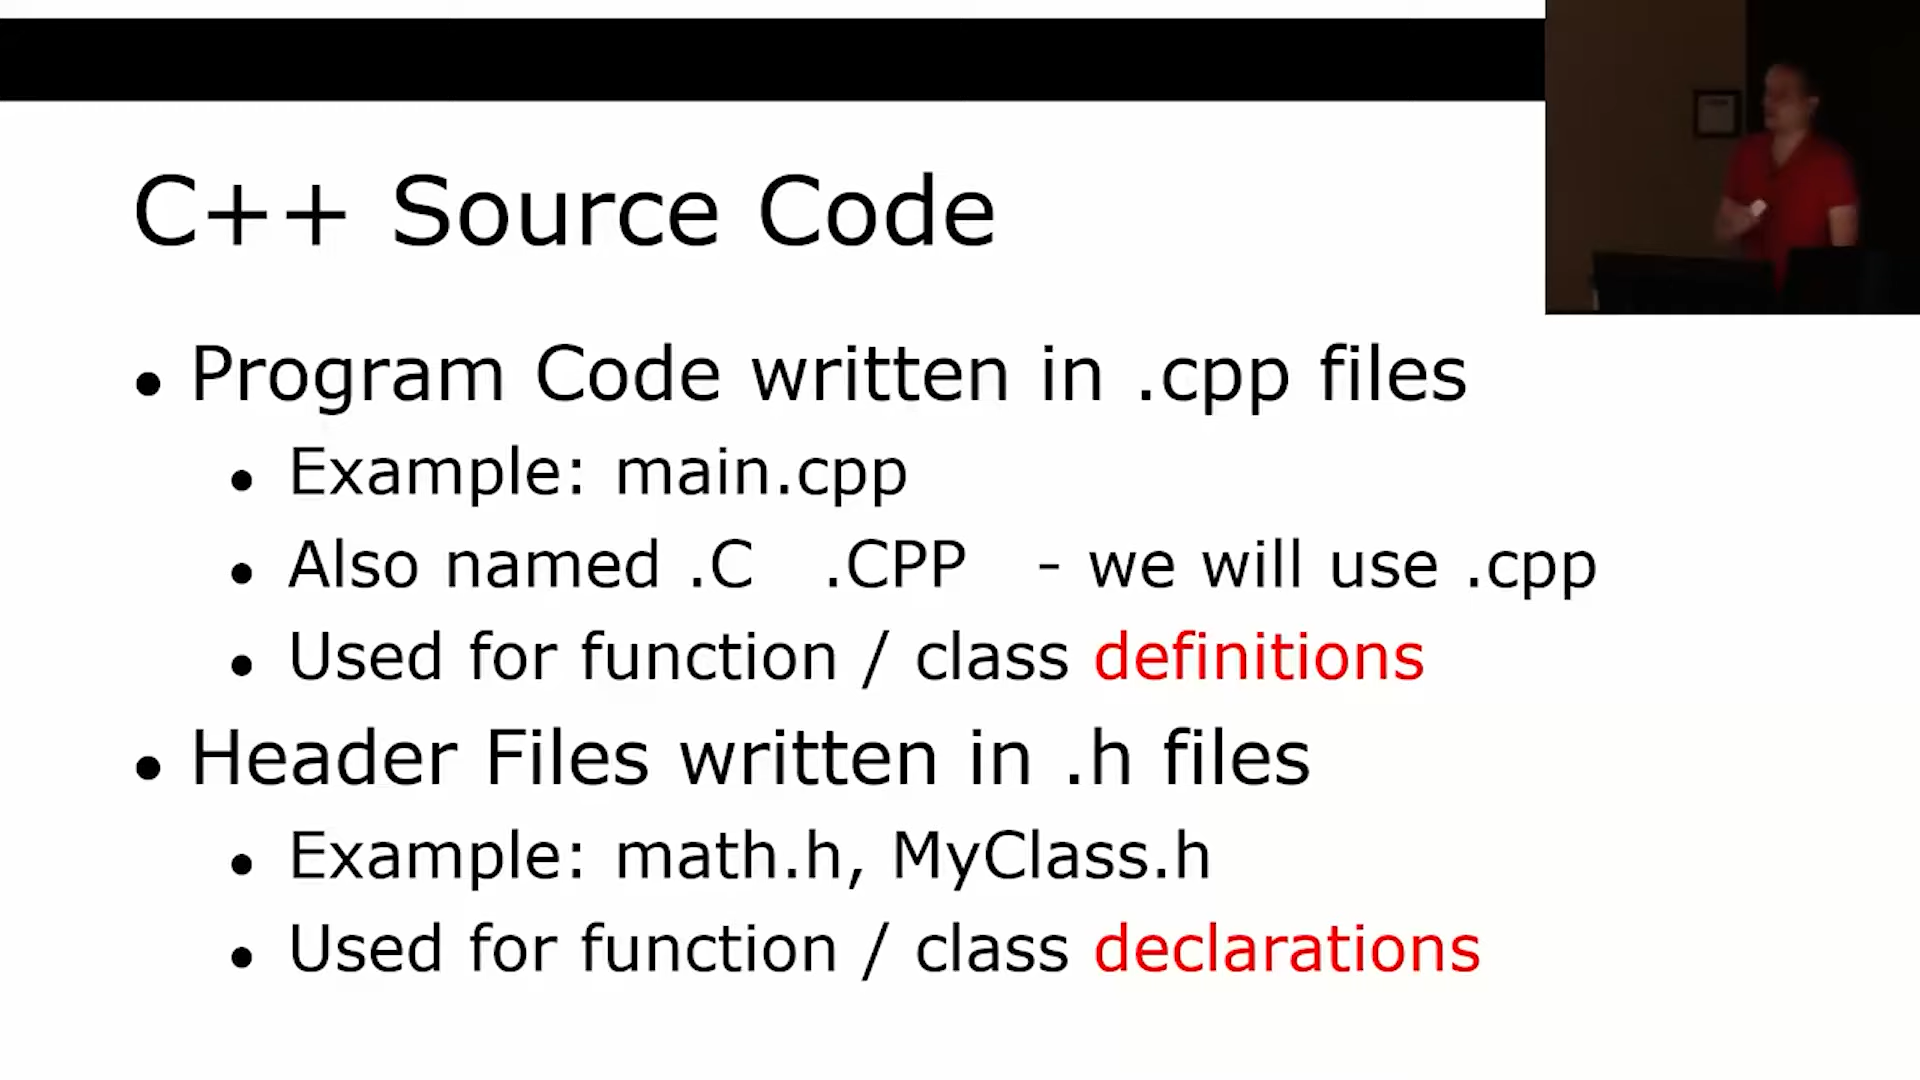 C++ Source Code
• Program Code written in .cpp files
• Example: main.cpp
• Also named .C .CPP - we will use .cpp
• Used for function / class definitions
• Header Files written in .h files
• Example: math.h, MyClass.h
• Used for function / class declarations